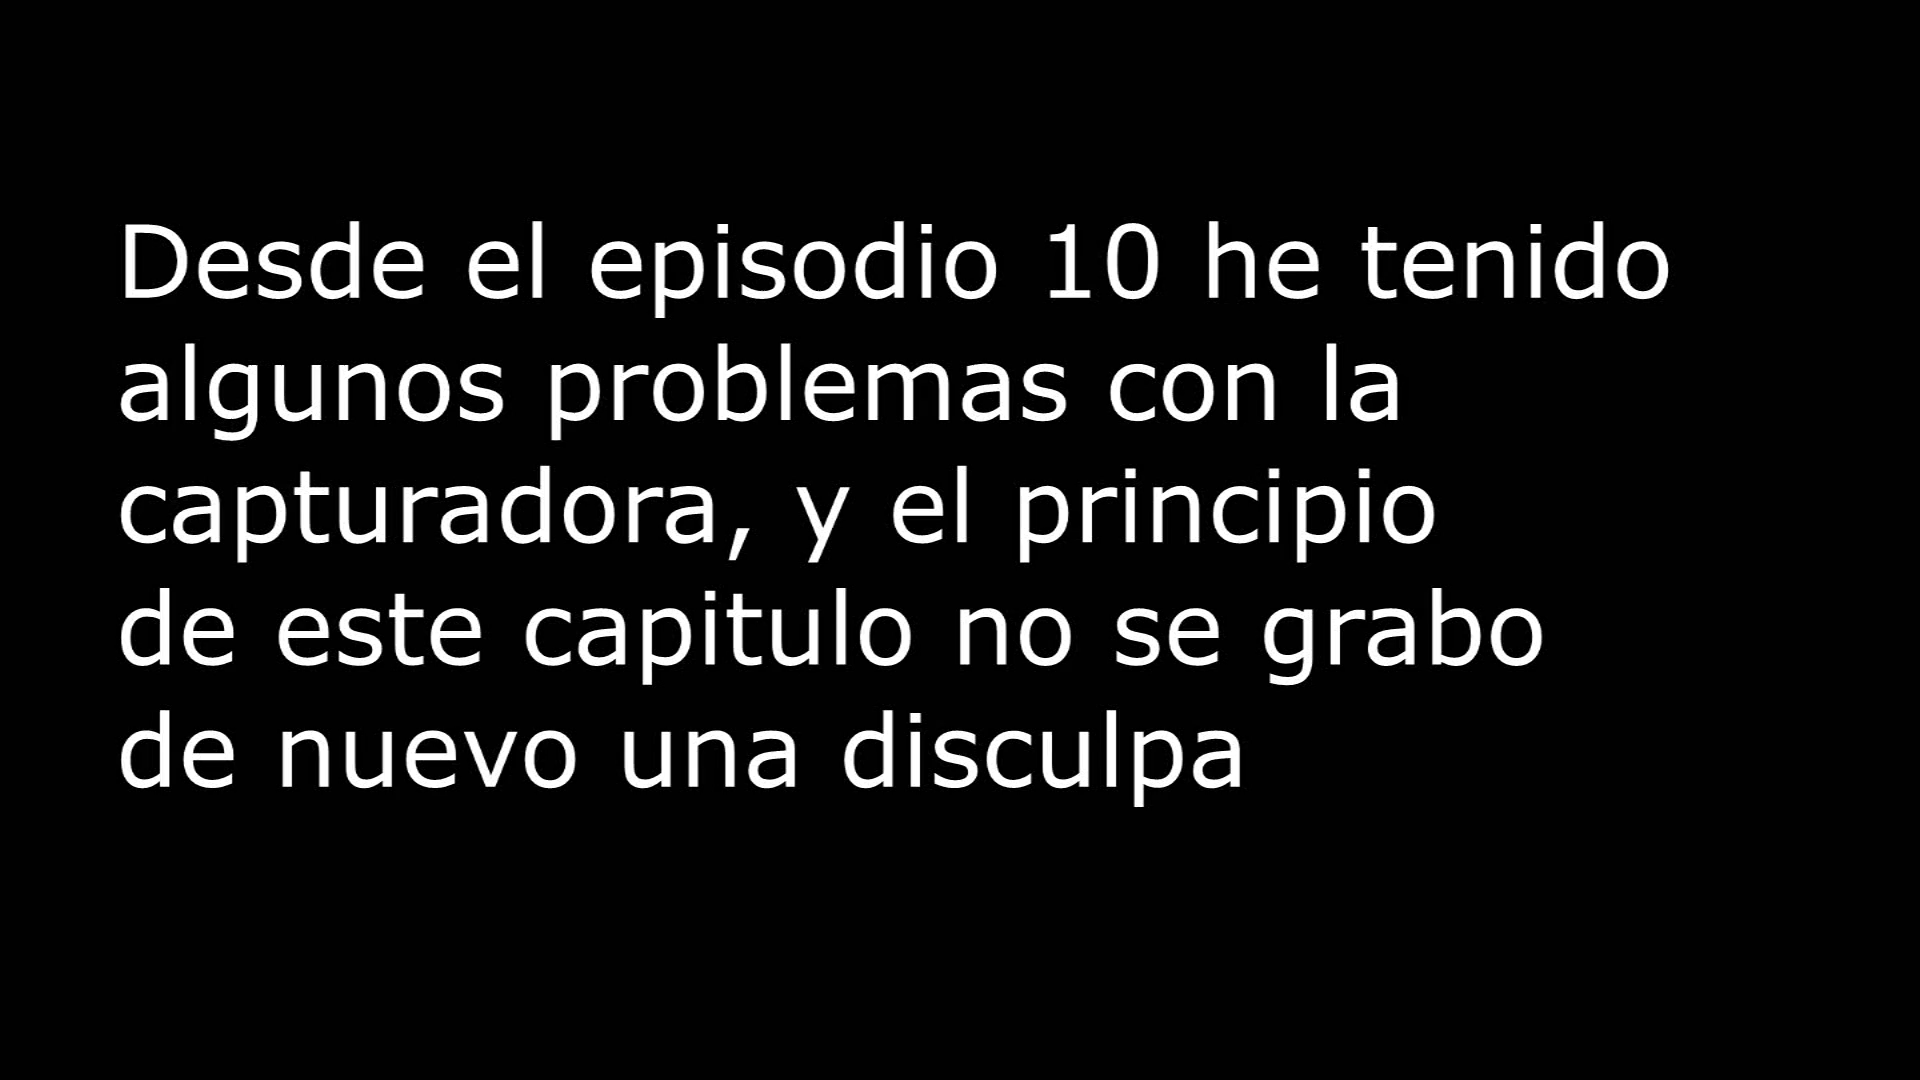 Desde el episodio 10 he tenido
algunos problemas con la
capturadora, y el principio
de este capitulo no se grabo
de nuevo una disculpa